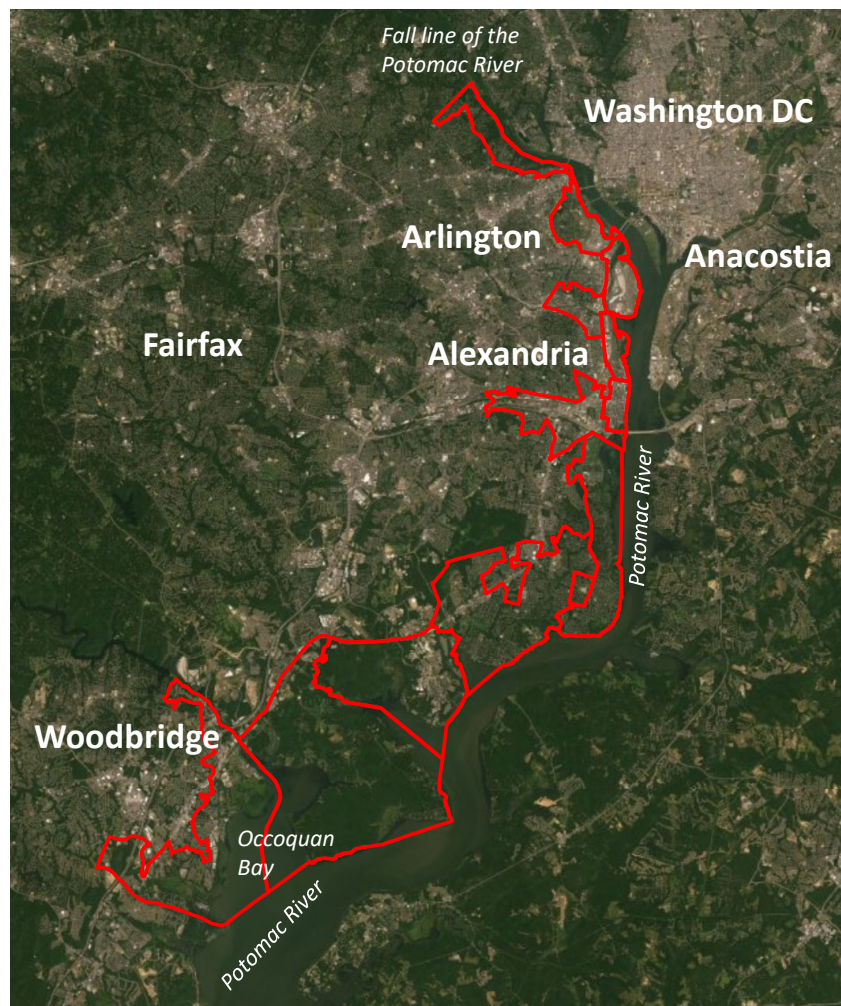 Fall line of the
Potomac River
Washington DC
Arlington
Anacostia
Fairfax
Alexandria
Potomac River
Woodbridge
Occoquan
Bay
Potomac River